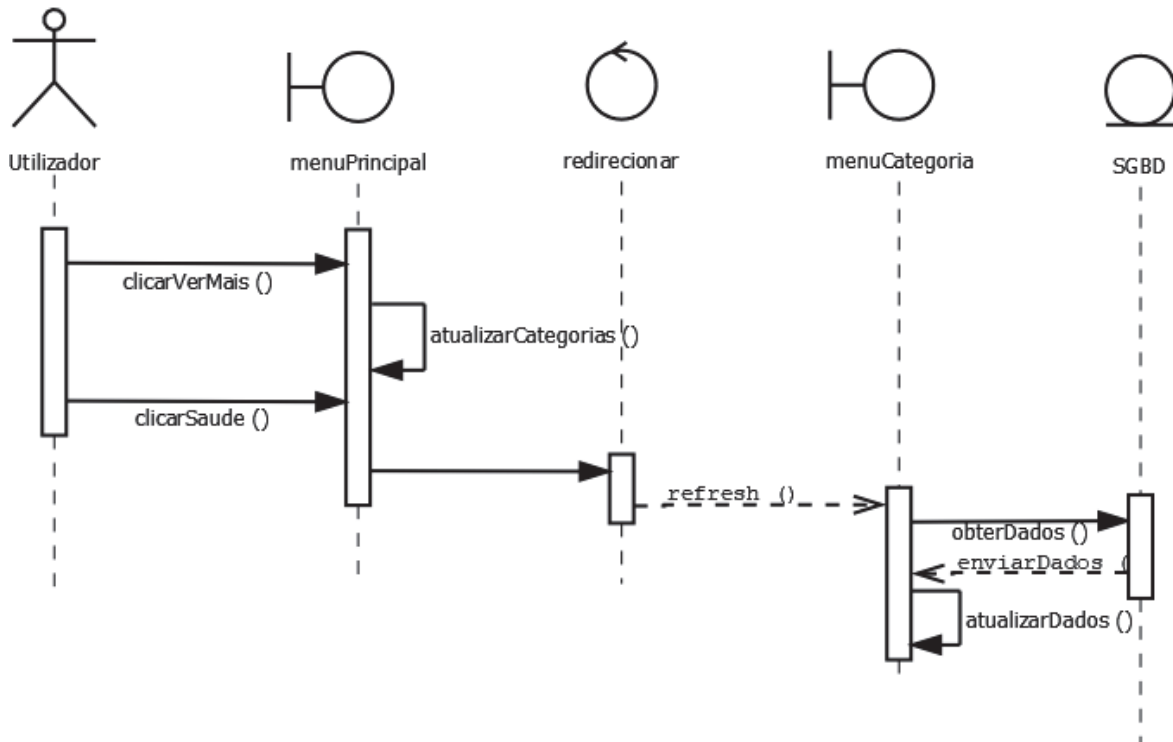 Utilizador
menuPrincipal
redirecionar
menuCategoria
SGBD
clicarVerMais ()
atualizarCategorias ()
clicarSaude ()
refresh ()
obterDados ()
enviarDados (
atualizarDados ()